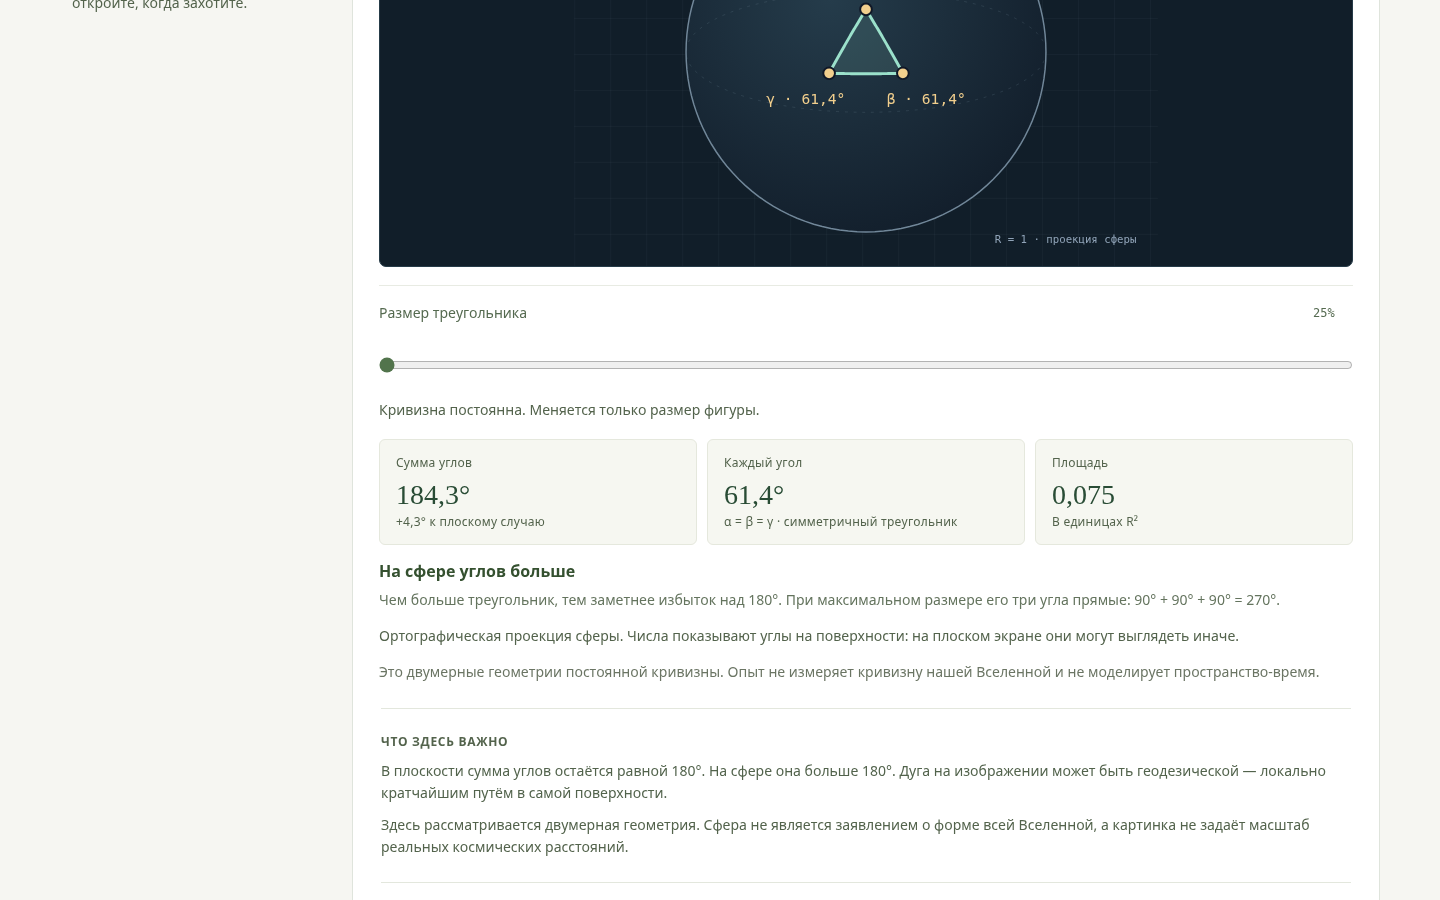 откройте, когда захотите.
γ · 61,4° β · 61,4°
R = 1 · проекция сферы
Размер треугольника 25%
Кривизна постоянна. Меняется только размер фигуры.
Сумма углов
184,3°
+4,3° к плоскому случаю
Каждый угол
61,4°
α = β = γ · симметричный треугольник
Площадь
0,075
В единицах R²
На сфере углов больше
Чем больше треугольник, тем заметнее избыток над 180°. При максимальном размере его три угла прямые: 90° + 90° + 90° = 270°.
Ортографическая проекция сферы. Числа показывают углы на поверхности: на плоском экране они могут выглядеть иначе.
Это двумерные геометрии постоянной кривизны. Опыт не измеряет кривизну нашей Вселенной и не моделирует пространство-время.
ЧТО ЗДЕСЬ ВАЖНО
В плоскости сумма углов остаётся равной 180°. На сфере она больше 180°. Дуга на изображении может быть геодезической — локально
кратчайшим путём в самой поверхности.
Здесь рассматривается двумерная геометрия. Сфера не является заявлением о форме всей Вселенной, а картинка не задаёт масштаб
реальных космических расстояний.